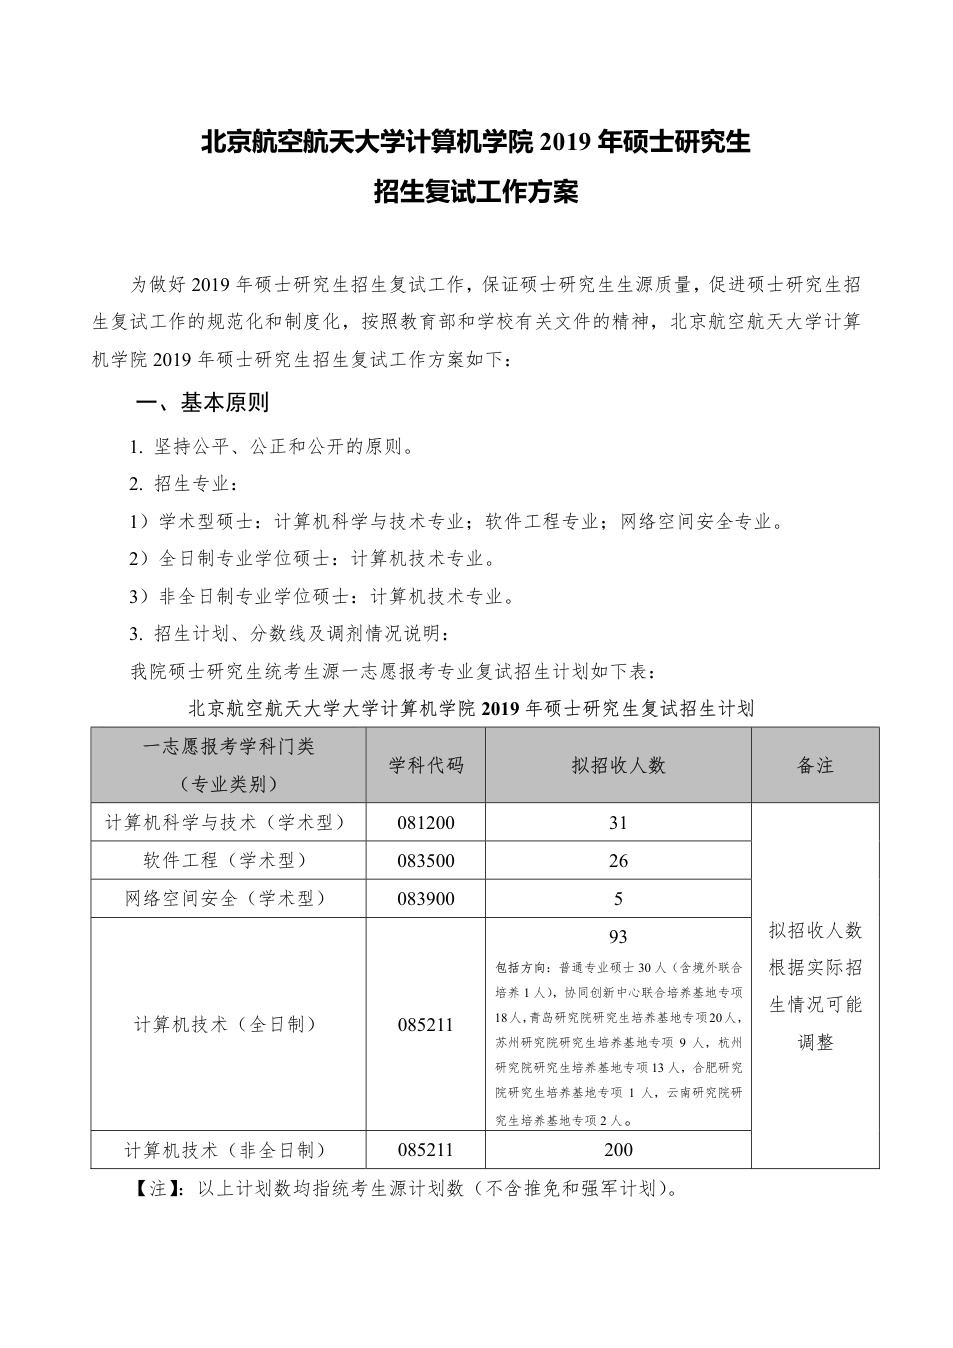 北京航空航天大学计算机学院 2019 年硕士研究生
招生复试工作方案
为做好 2019 年硕士研究生招生复试工作，保证硕士研究生生源质量，促进硕士研究生招
生复试工作的规范化和制度化，按照教育部和学校有关文件的精神，北京航空航天大学计算
机学院 2019 年硕士研究生招生复试工作方案如下：
一、基本原则
1. 坚持公平、公正和公开的原则。
2. 招生专业：
1）学术型硕士：计算机科学与技术专业；软件工程专业；网络空间安全专业。
2）全日制专业学位硕士：计算机技术专业。
3）非全日制专业学位硕士：计算机技术专业。
3. 招生计划、分数线及调剂情况说明：
我院硕士研究生统考生源一志愿报考专业复试招生计划如下表：
北京航空航天大学大学计算机学院 2019 年硕士研究生复试招生计划
一志愿报考学科门类
（专业类别）
学科代码
拟招收人数
备注
计算机科学与技术（学术型）
081200
31
软件工程（学术型）
083500
26
网络空间安全（学术型）
083900
5
计算机技术（全日制）
085211
93
包括方向：普通专业硕士 30 人（含境外联合
培养 1 人），协同创新中心联合培养基地专项
18 人，青岛研究院研究生培养基地专项 20 人，
苏州研究院研究生培养基地专项 9 人，杭州
研究院研究生培养基地专项 13 人，合肥研究
院研究生培养基地专项 1 人，云南研究院研
究生培养基地专项 2 人。
计算机技术（非全日制）
085211
200
拟招收人数
根据实际招
生情况可能
调整
【注】：以上计划数均指统考生源计划数（不含推免和强军计划）。